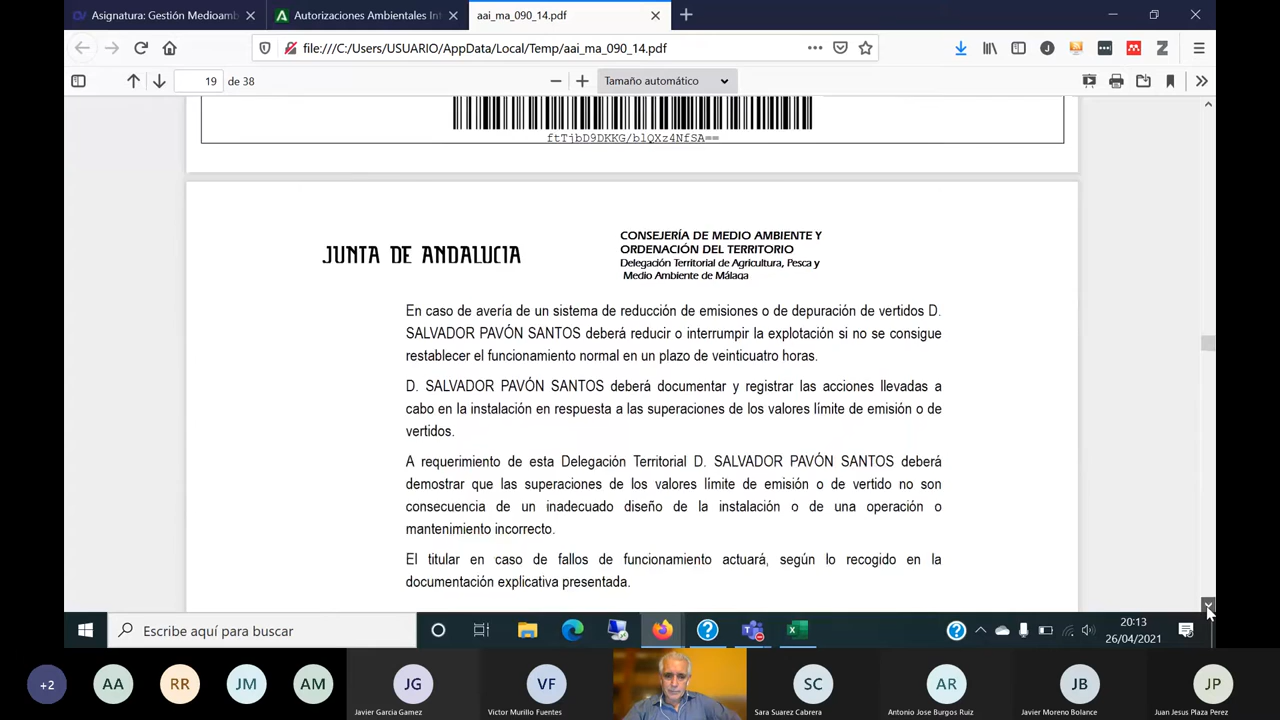 Asignatura: Gestión Medioamb
Autorizaciones Ambientales Int
aai_ma_090_14.pdf
file:///C:/Users/USUARIO/AppData/Local/Temp/aai_ma_090_14.pdf
19 de 38
Tamaño automático
ftTjbD9DKKG/blQXz4NfSA==
JUNTA DE ANDALUCIA
CONSEJERÍA DE MEDIO AMBIENTE Y
ORDENACIÓN DEL TERRITORIO
Delegación Territorial de Agricultura, Pesca y
Medio Ambiente de Málaga
En caso de avería de un sistema de reducción de emisiones o de depuración de vertidos D.
SALVADOR PAVÓN SANTOS deberá reducir o interrumpir la explotación si no se consigue
restablecer el funcionamiento normal en un plazo de veinticuatro horas.
D. SALVADOR PAVÓN SANTOS deberá documentar y registrar las acciones llevadas a
cabo en la instalación en respuesta a las superaciones de los valores límite de emisión o de
vertidos.
A requerimiento de esta Delegación Territorial D. SALVADOR PAVÓN SANTOS deberá
demostrar que las superaciones de los valores límite de emisión o de vertido no son
consecuencia de un inadecuado diseño de la instalación o de una operación o
mantenimiento incorrecto.
El titular en caso de fallos de funcionamiento actuará, según lo recogido en la
documentación explicativa presentada.
Escribe aquí para buscar
20:13
26/04/2021
+2
AA
RR
JM
AM
JG
VF
SC
AR
JB
JP
Javier Garcia Gamez
Victor Murillo Fuentes
Sara Suarez Cabrera
Antonio Jose Burgos Ruiz
Javier Moreno Bolance
Juan Jesus Plaza Perez